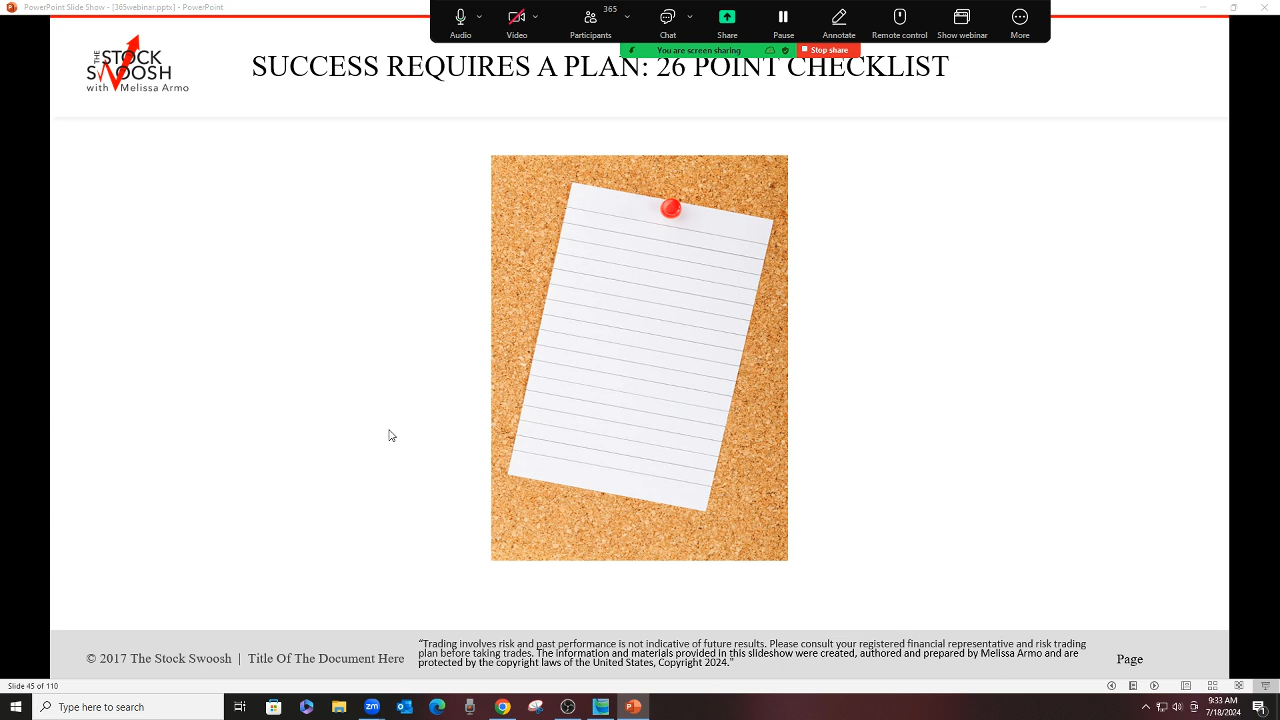 PowerPoint Slide Show - [365webinar.pptx] - PowerPoint
365
Audio
Video
Participants
Chat
Share
Pause
Annotate
Remote control
Show webinar
More
You are screen sharing
Stop share
THE STOCK
SWOOSH
with Melissa Armo
SUCCESS REQUIRES A PLAN: 26 POINT CHECKLIST
© 2017 The Stock Swoosh | Title Of The Document Here
“Trading involves risk and past performance is not indicative of future results. Please consult your registered financial representative and risk trading
plan before taking trades. The information and materials provided in this slideshow were created, authored and prepared by Melissa Armo and are
protected by the copyright laws of the United States, Copyright 2024."
Page
Slide 45 of 110
Type here to search
9:33 AM
7/18/2024